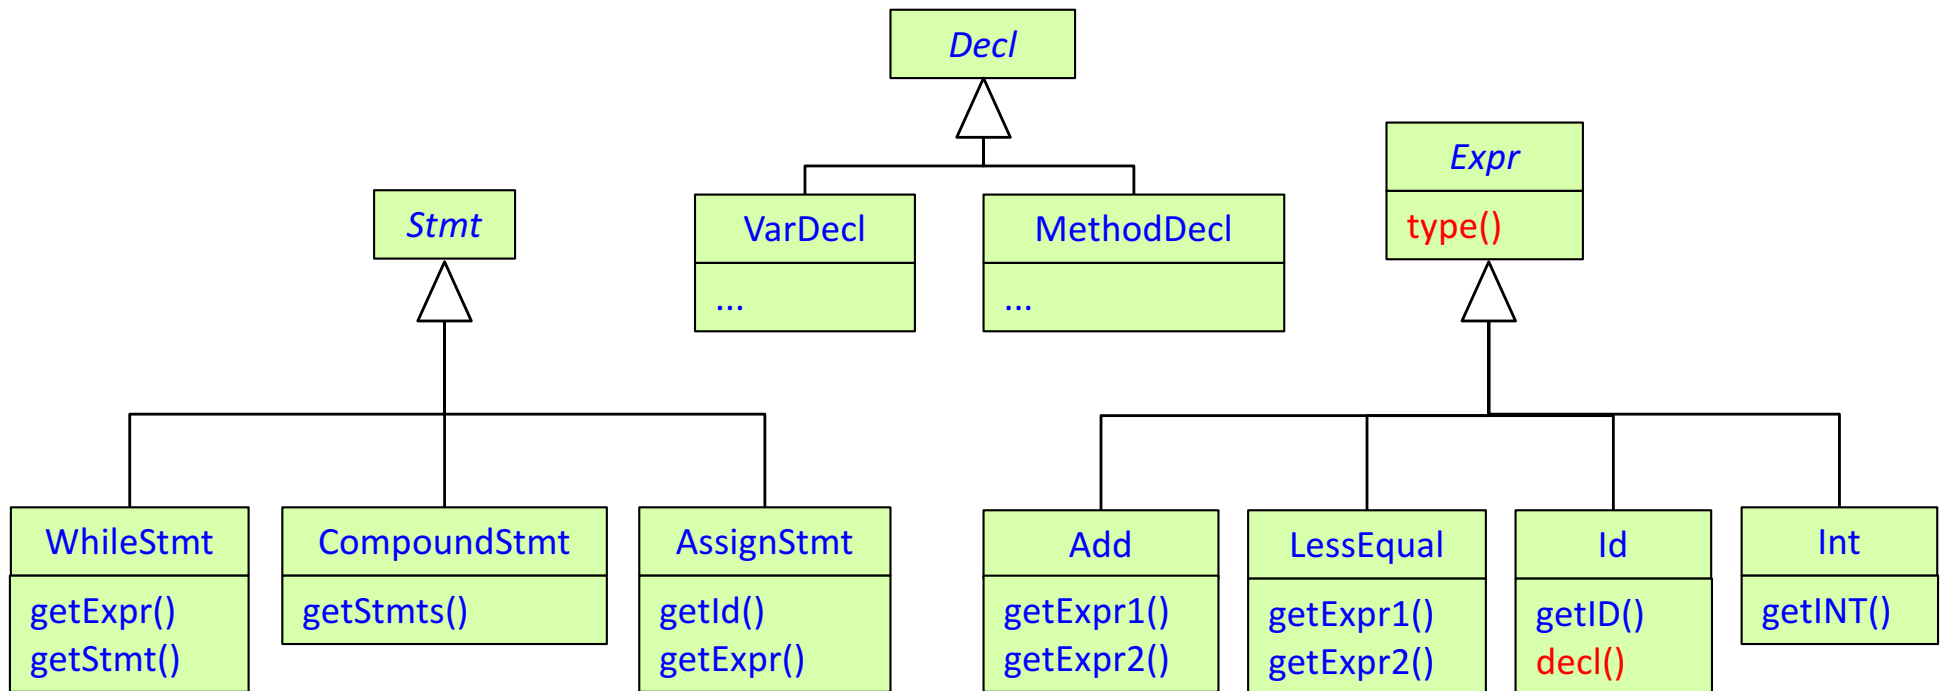 Decl
Expr
type()
Stmt
VarDecl
...
MethodDecl
...
WhileStmt
getExpr()
getStmt()
CompoundStmt
getStmts()
AssignStmt
getId()
getExpr()
Add
getExpr1()
getExpr2()
LessEqual
getExpr1()
getExpr2()
Id
getID()
decl()
Int
getINT()